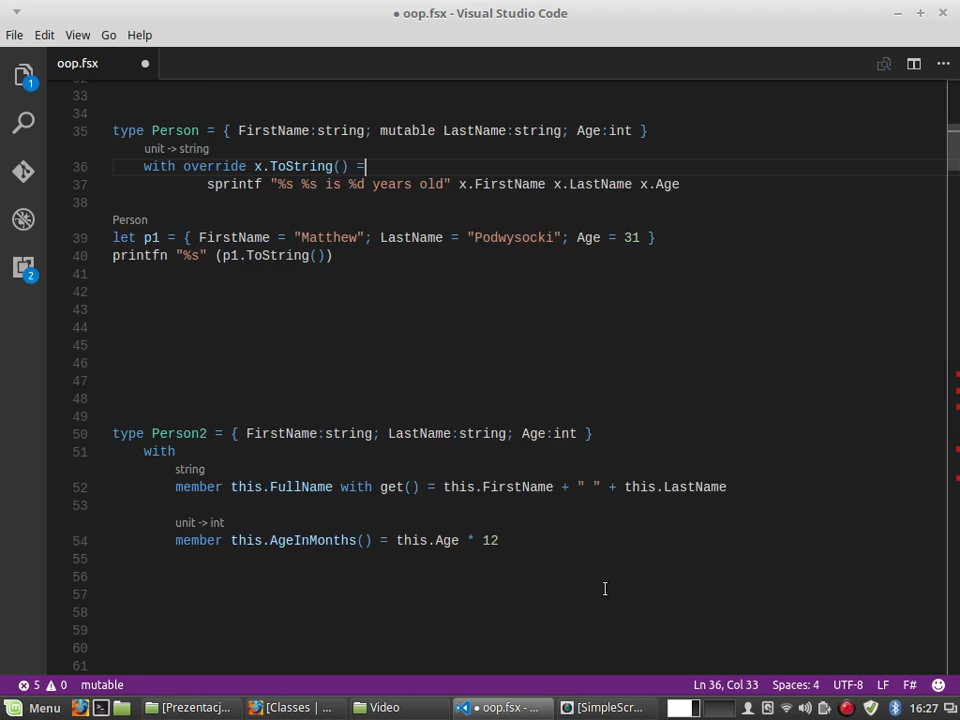 ● oop.fsx - Visual Studio Code
File Edit View Go Help
oop.fsx ●
1
2
32
33
34
35 type Person = { FirstName:string; mutable LastName:string; Age:int }
unit -> string
36 with override x.ToString() =
37 sprintf "%s %s is %d years old" x.FirstName x.LastName x.Age
38
Person
39 let p1 = { FirstName = "Matthew"; LastName = "Podwysocki"; Age = 31 }
40 printfn "%s" (p1.ToString())
41
42
43
44
45
46
47
48
49
50 type Person2 = { FirstName:string; LastName:string; Age:int }
51 with
string
52 member this.FullName with get() = this.FirstName + " " + this.LastName
53
unit -> int
54 member this.AgeInMonths() = this.Age * 12
55
56
57
58
59
60
61
5 0 mutable Ln 36, Col 33 Spaces: 4 UTF-8 LF F#
Menu [Prezentacj... [Classes | ... Video ● oop.fsx - ... [SimpleScr... 16:27